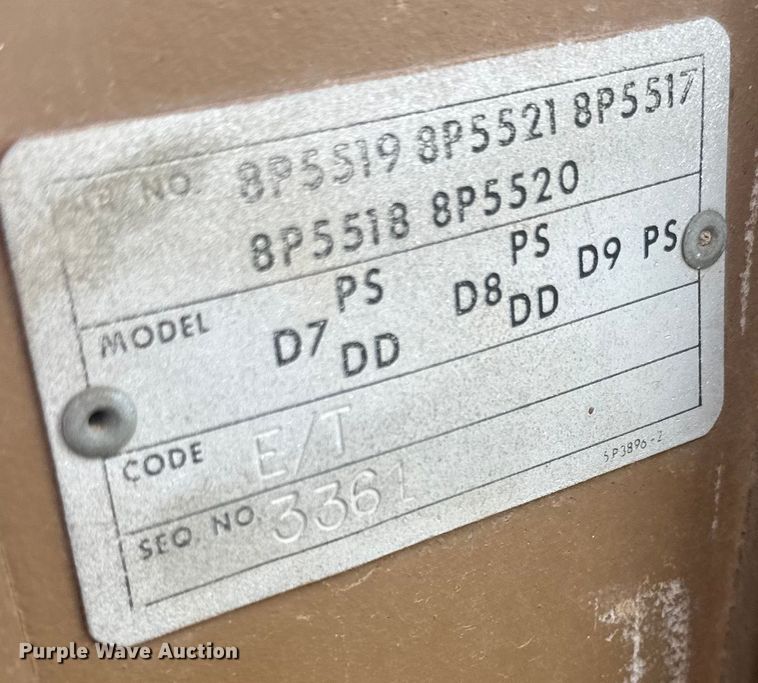 NO. 8P5519 8P5521 8P5517
8P5518 8P5520
MODEL D7 PS DD D8 PS DD D9 PS
CODE E/T
SEQ. NO. 3361
5P3896-2
Purple Wave Auction